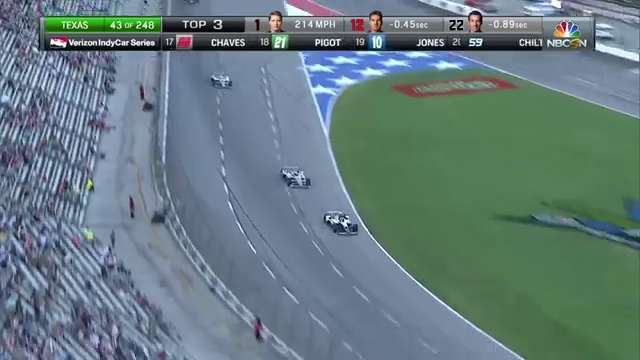 TEXAS 43 OF 248 TOP 3 1 214 MPH 12 -0.45sec 22 -0.89sec
Verizon IndyCar Series 17 CHAVES 18 21 PIGOT 19 10 JONES 20 59 CHILT
NBCSN